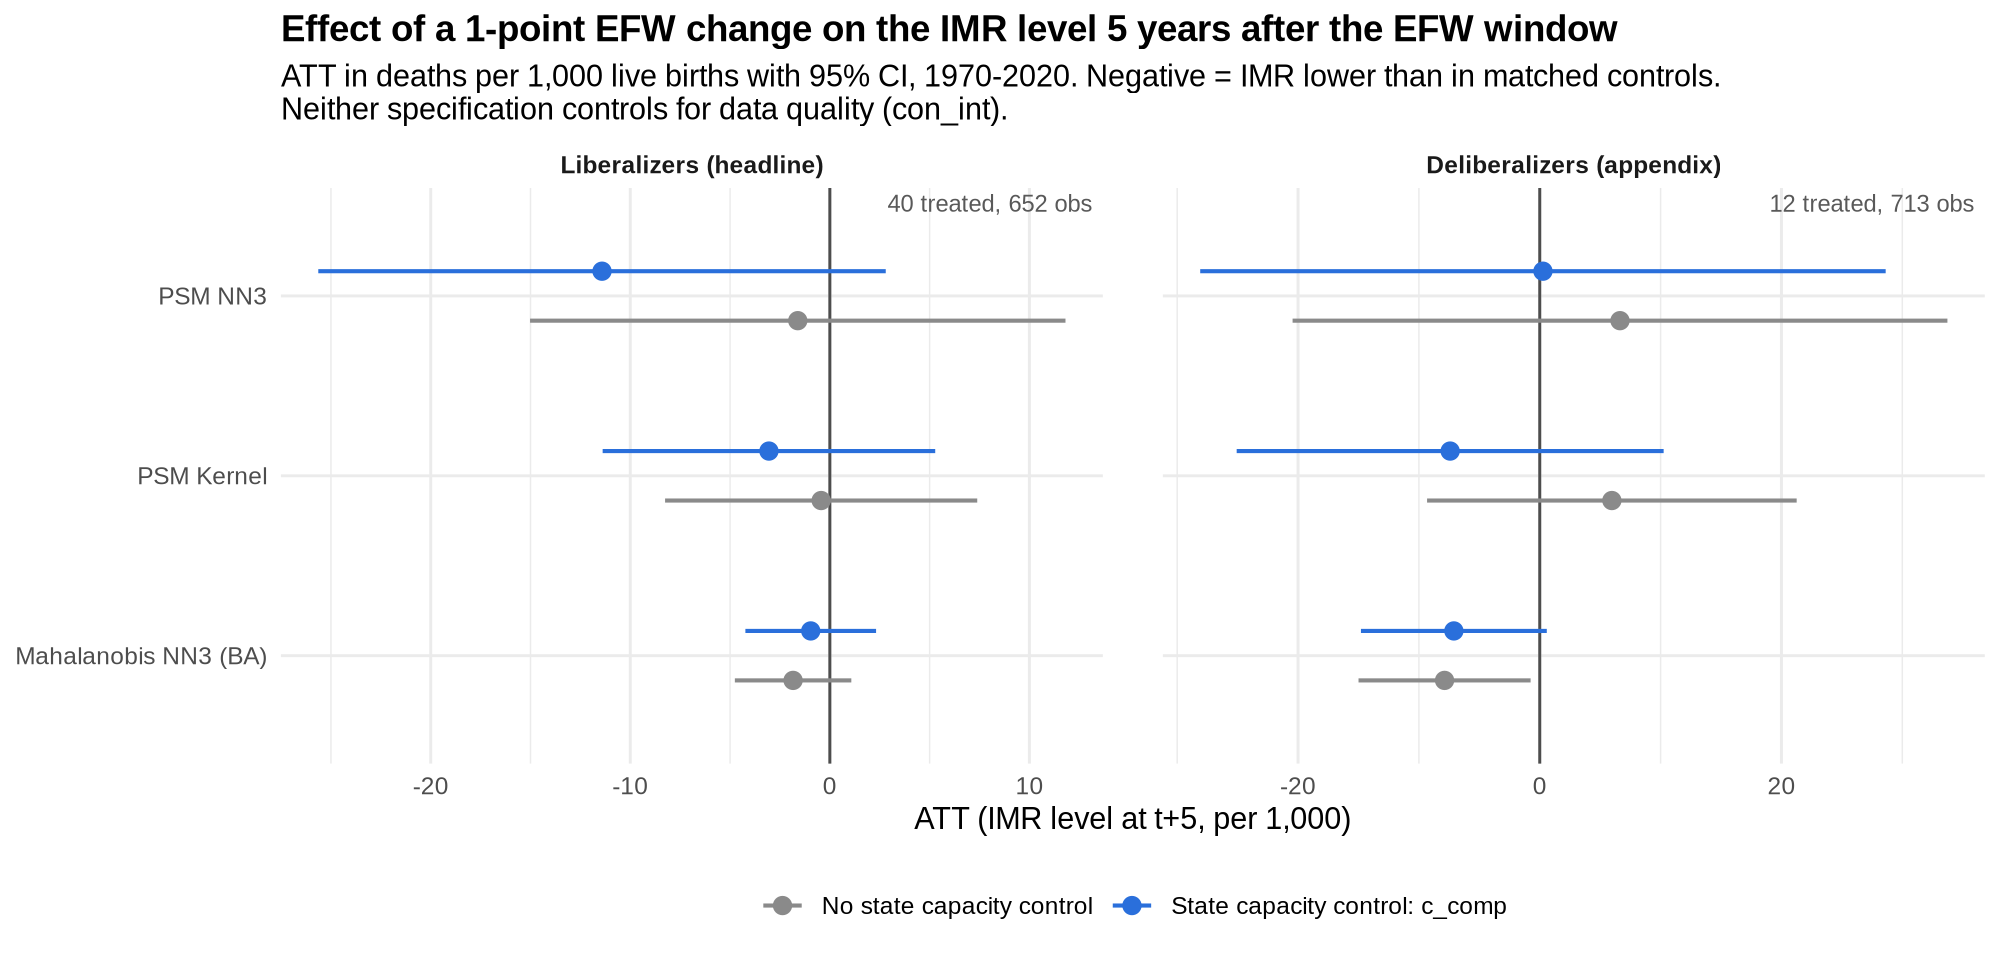 Effect of a 1-point EFW change on the IMR level 5 years after the EFW window
ATT in deaths per 1,000 live births with 95% CI, 1970-2020. Negative = IMR lower than in matched controls.
Neither specification controls for data quality (con_int).
Liberalizers (headline)
Deliberalizers (appendix)
40 treated, 652 obs
12 treated, 713 obs
PSM NN3
PSM Kernel
Mahalanobis NN3 (BA)
-20 -10 0 10
-20 0 20
ATT (IMR level at t+5, per 1,000)
No state capacity control
State capacity control: c_comp